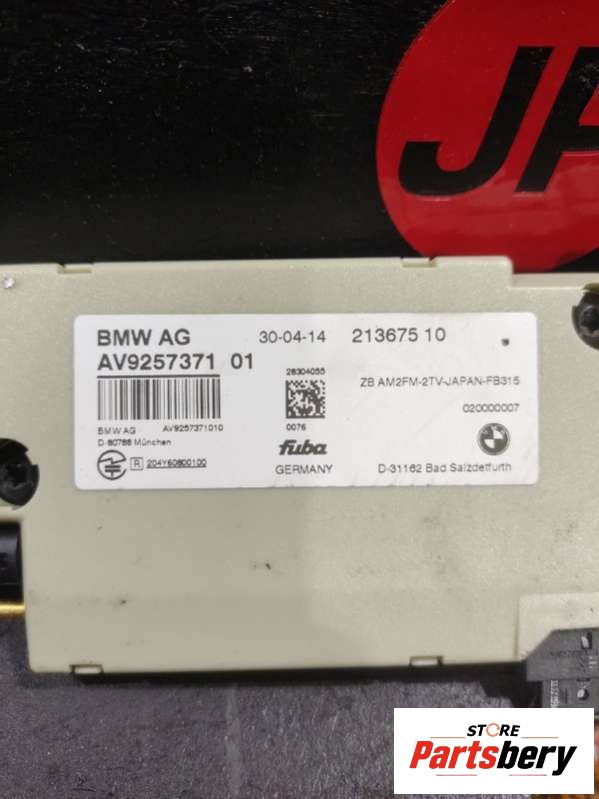 JA
BMW AG 30-04-14 213675 10
AV9257371 01
28304055
ZB AM2FM-2TV-JAPAN-FB315
020000007
BMW AG AV9257371010
0076
D-80788 München
fuba
R 204Y60800100
GERMANY
D-31162 Bad Salzdetfurth
STORE
Partsbery